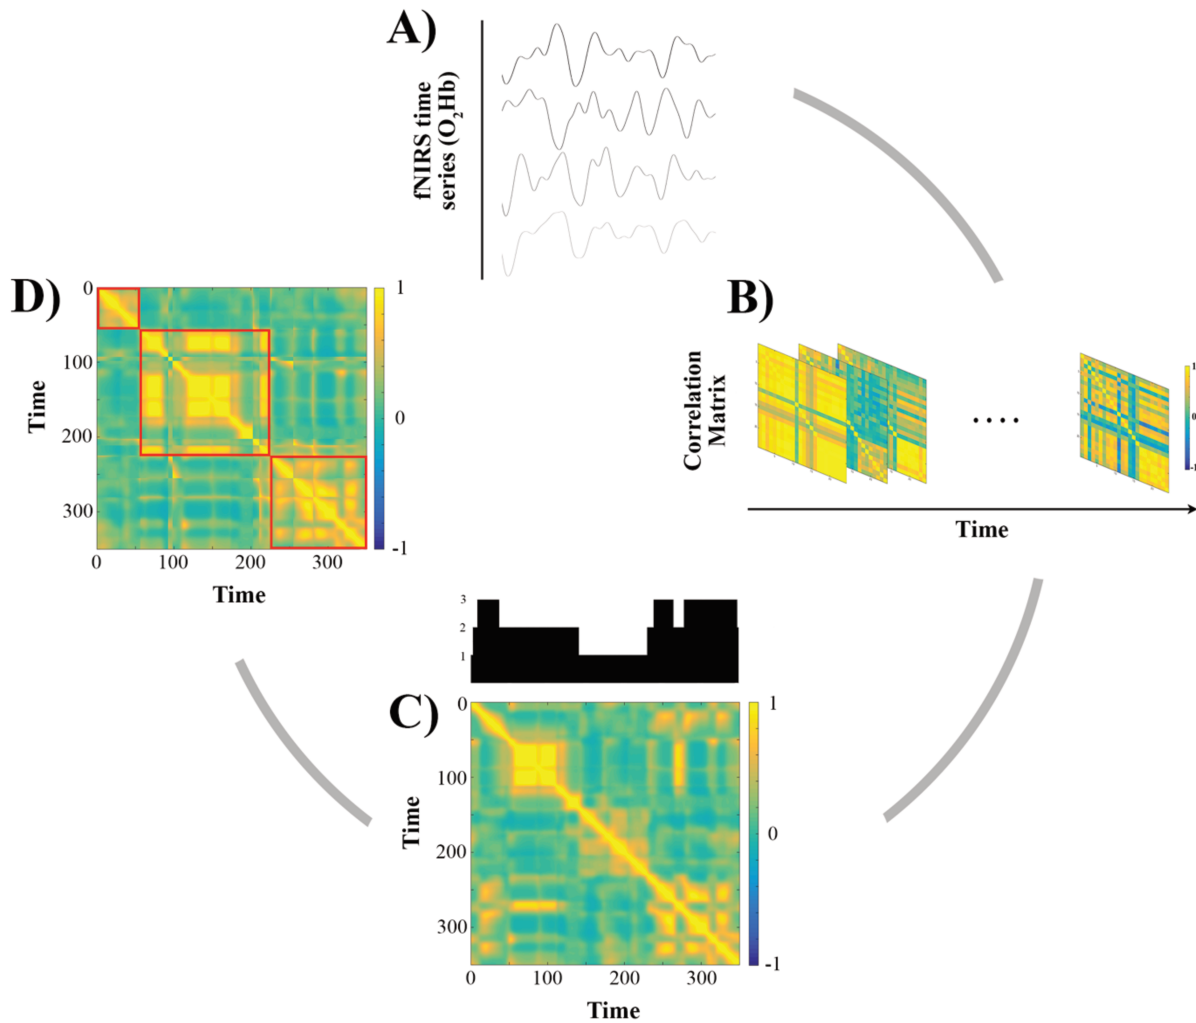 A)
fNIRS time
series (O₂Hb)
B)
Correlation
Matrix
....
1
0
-1
Time
D)
Time
0
100
200
300
0
100
200
300
Time
1
0
-1
3
2
1
C)
Time
0
100
200
300
0
100
200
300
Time
1
0
-1